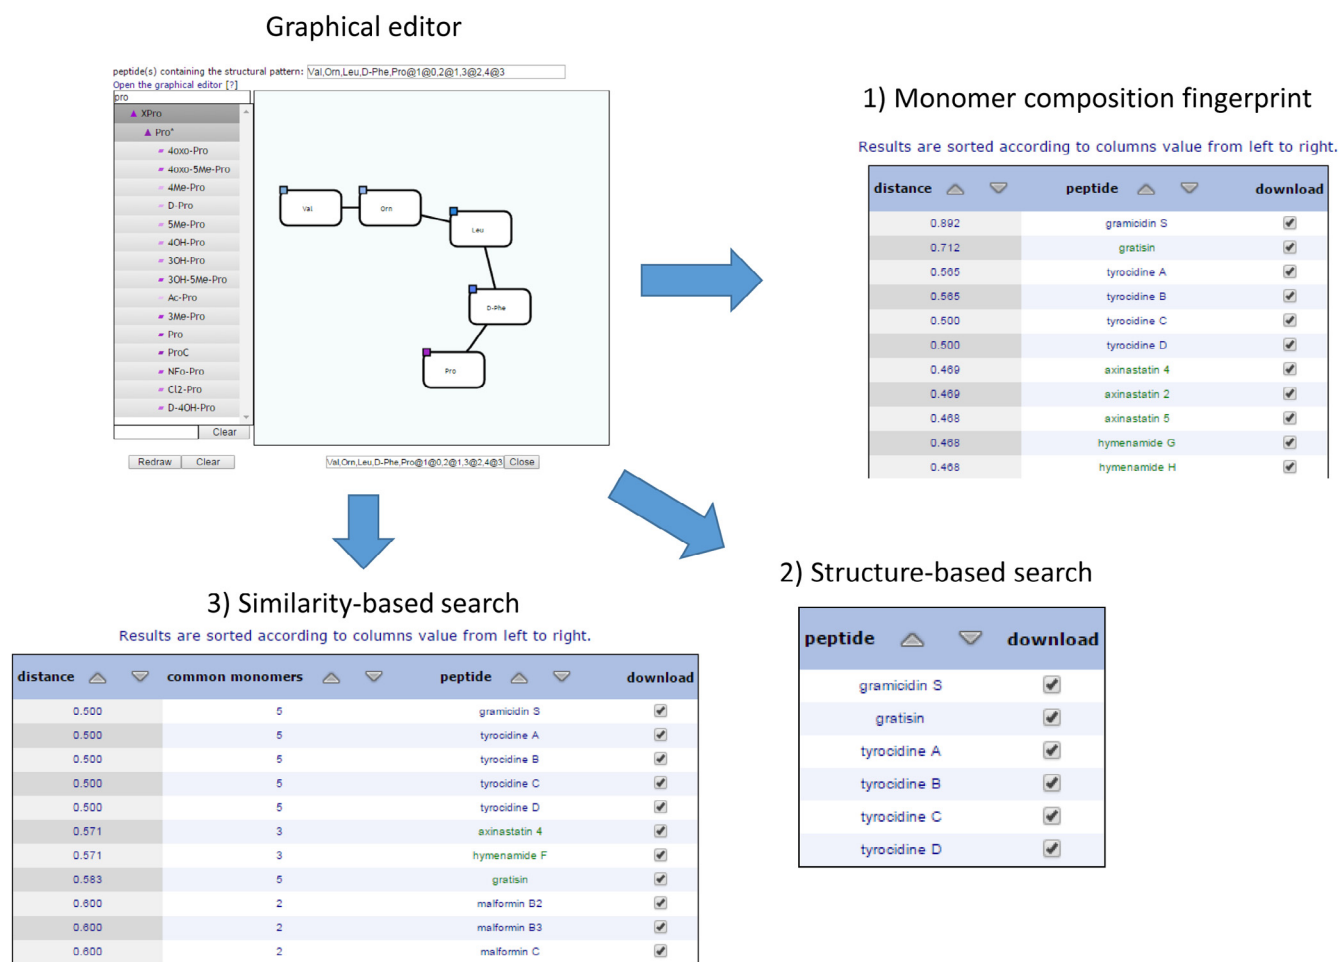 Graphical editor
peptide(s) containing the structural pattern: Val,Orn,Leu,D-Phe,Pro@1@0,2@1,3@2,4@3
Open the graphical editor [?]
pro
XPro
Pro*
4oxo-Pro
4oxo-5Me-Pro
4Me-Pro
D-Pro
5Me-Pro
4OH-Pro
3OH-Pro
3OH-5Me-Pro
Ac-Pro
3Me-Pro
Pro
ProC
NFo-Pro
Cl2-Pro
D-4OH-Pro
Clear
Redraw Clear
Val
Orn
Leu
D-Phe
Pro
Val,Orn,Leu,D-Phe,Pro@1@0,2@1,3@2,4@3 Close
1) Monomer composition fingerprint
Results are sorted according to columns value from left to right.
distance peptide download
0.892 gramicidin S
0.712 gratisin
0.565 tyrocidine A
0.565 tyrocidine B
0.500 tyrocidine C
0.500 tyrocidine D
0.469 axinastatin 4
0.469 axinastatin 2
0.468 axinastatin 5
0.468 hymenamide G
0.468 hymenamide H
2) Structure-based search
peptide download
gramicidin S
gratisin
tyrocidine A
tyrocidine B
tyrocidine C
tyrocidine D
3) Similarity-based search
Results are sorted according to columns value from left to right.
distance common monomers peptide download
0.500 5 gramicidin S
0.500 5 tyrocidine A
0.500 5 tyrocidine B
0.500 5 tyrocidine C
0.500 5 tyrocidine D
0.571 3 axinastatin 4
0.571 3 hymenamide F
0.583 5 gratisin
0.600 2 malformin B2
0.600 2 malformin B3
0.600 2 malformin C